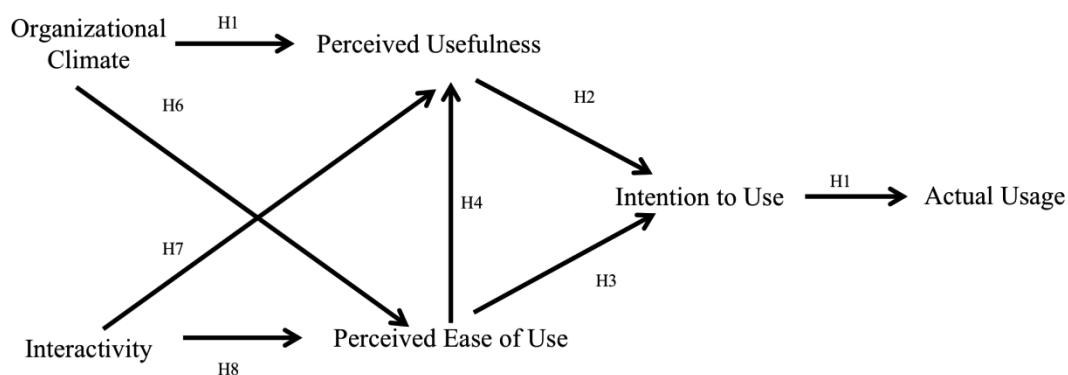 Organizational
Climate
H1
Perceived Usefulness
H6
H2
Intention to Use
H1
Actual Usage
H4
H7
H3
Interactivity
H8
Perceived Ease of Use